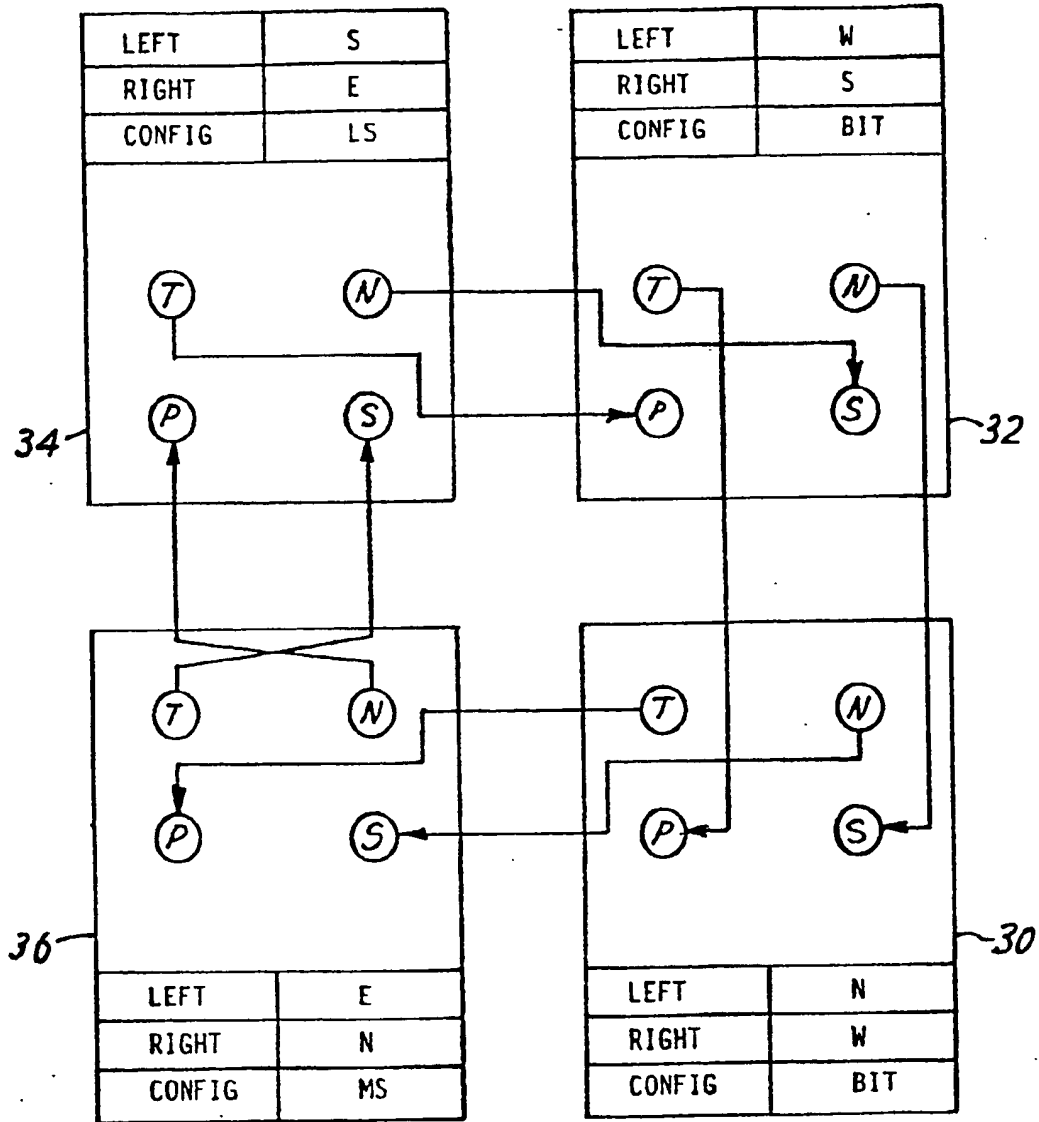 LEFT S
RIGHT E
CONFIG LS
T N
P S
34
LEFT W
RIGHT S
CONFIG BIT
T N
P S
32
T N
P S
36
LEFT E
RIGHT N
CONFIG MS
T N
P S
30
LEFT N
RIGHT W
CONFIG BIT